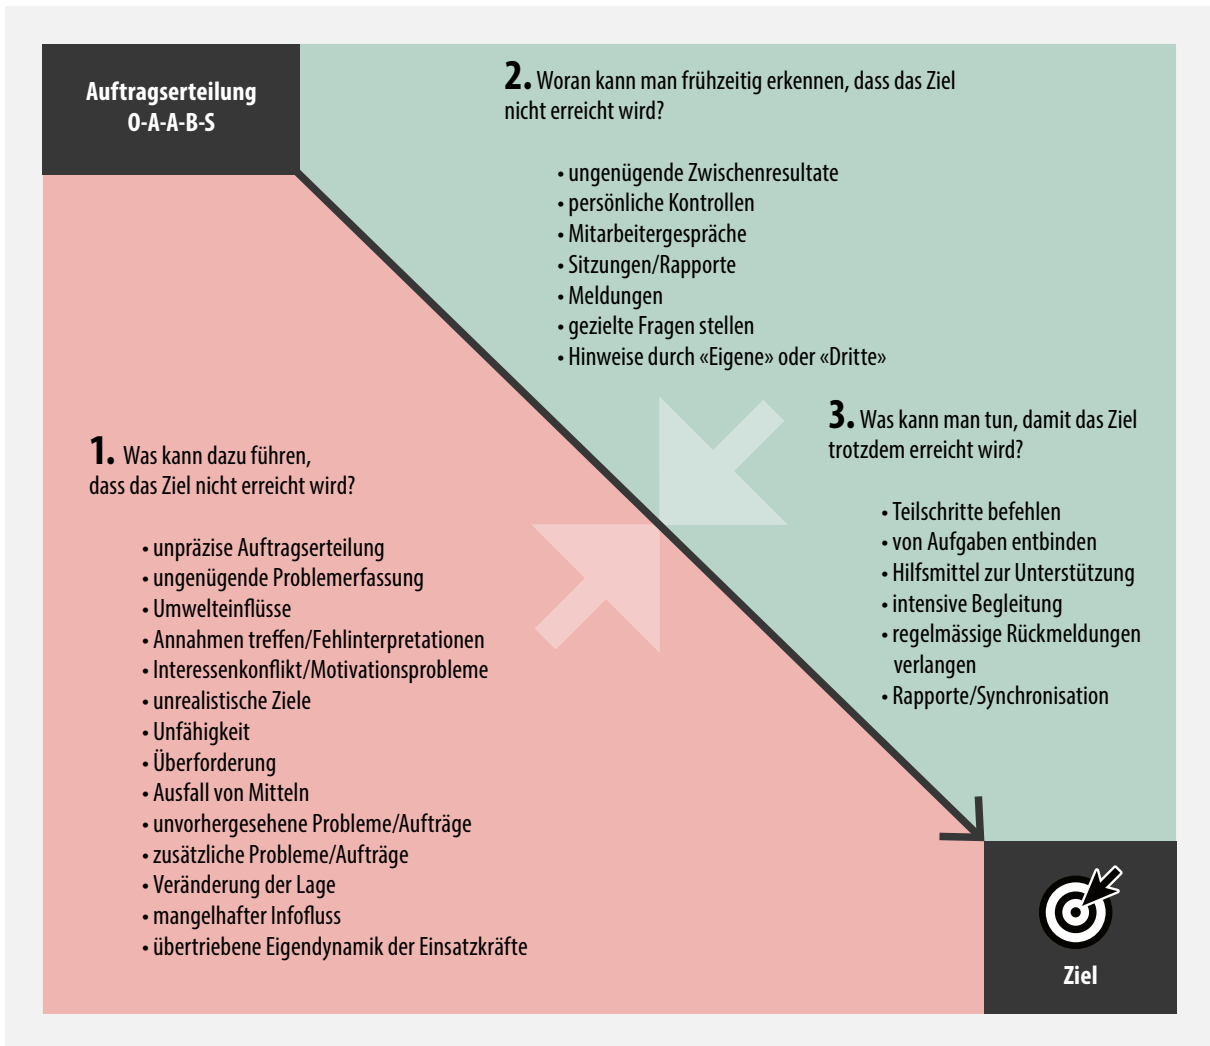 Auftragserteilung
O-A-A-B-S
2. Woran kann man frühzeitig erkennen, dass das Ziel
nicht erreicht wird?
• ungenügende Zwischenresultate
• persönliche Kontrollen
• Mitarbeitergespräche
• Sitzungen/Rapporte
• Meldungen
• gezielte Fragen stellen
• Hinweise durch «Eigene» oder «Dritte»
3. Was kann man tun, damit das Ziel
trotzdem erreicht wird?
• Teilschritte befehlen
• von Aufgaben entbinden
• Hilfsmittel zur Unterstützung
• intensive Begleitung
• regelmässige Rückmeldungen
verlangen
• Rapporte/Synchronisation
1. Was kann dazu führen,
dass das Ziel nicht erreicht wird?
• unpräzise Auftragserteilung
• ungenügende Problemerfassung
• Umwelteinflüsse
• Annahmen treffen/Fehlinterpretationen
• Interessenkonflikt/Motivationsprobleme
• unrealistische Ziele
• Unfähigkeit
• Überforderung
• Ausfall von Mitteln
• unvorhergesehene Probleme/Aufträge
• zusätzliche Probleme/Aufträge
• Veränderung der Lage
• mangelhafter Infofluss
• übertriebene Eigendynamik der Einsatzkräfte
Ziel